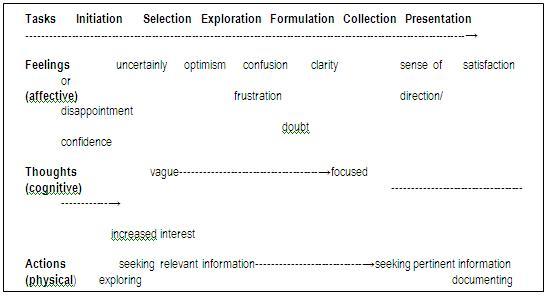 Tasks Initiation Selection Exploration Formulation Collection Presentation
---------------------------------------------------------------------------------------------------→
Feelings uncertainly optimism confusion clarity sense of satisfaction
or
(affective) frustration direction/
disappointment
doubt
confidence
Thoughts vague-----------------------------------→focused
(cognitive) --------------------------------
--------------→
increased interest
Actions seeking relevant information----------------------------→seeking pertinent information
(physical) exploring documenting